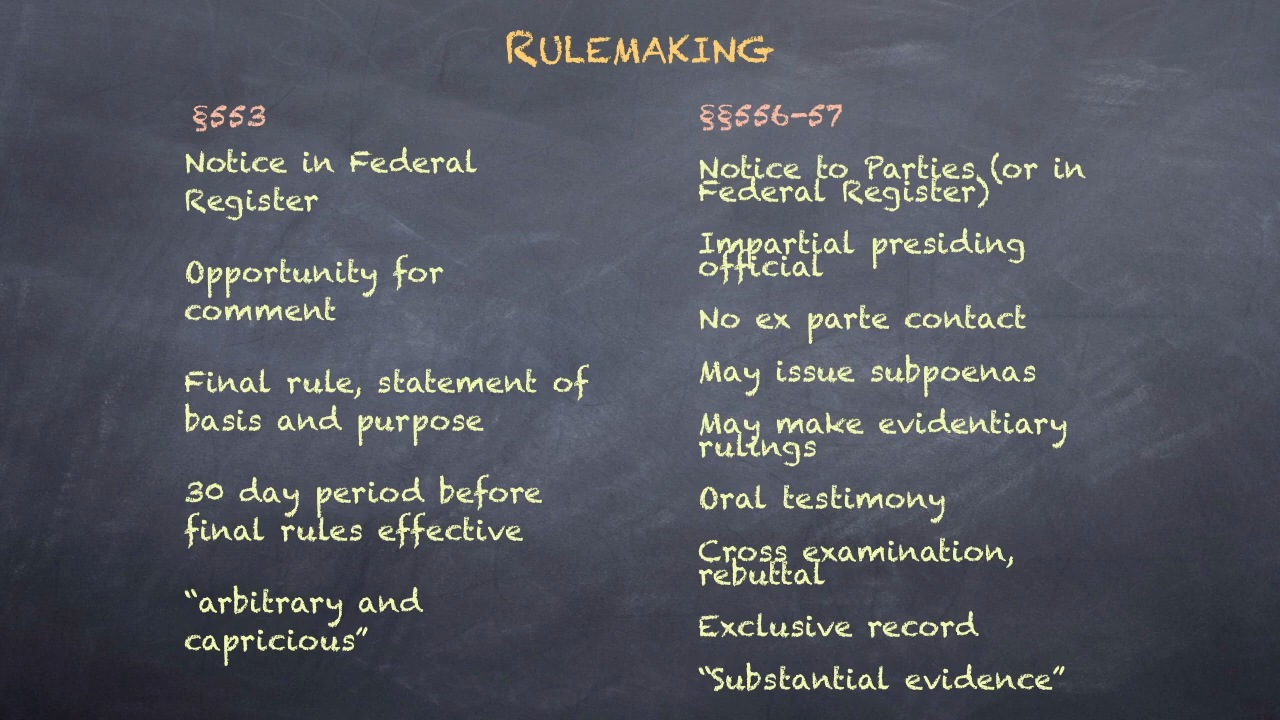 RULEMAKING
§553
Notice in Federal
Register
Opportunity for
comment
Final rule, statement of
basis and purpose
30 day period before
final rules effective
“arbitrary and
capricious”
§§556-57
Notice to Parties (or in
Federal Register)
Impartial presiding
official
No ex parte contact
May issue subpoenas
May make evidentiary
rulings
Oral testimony
Cross examination,
rebuttal
Exclusive record
“Substantial evidence”